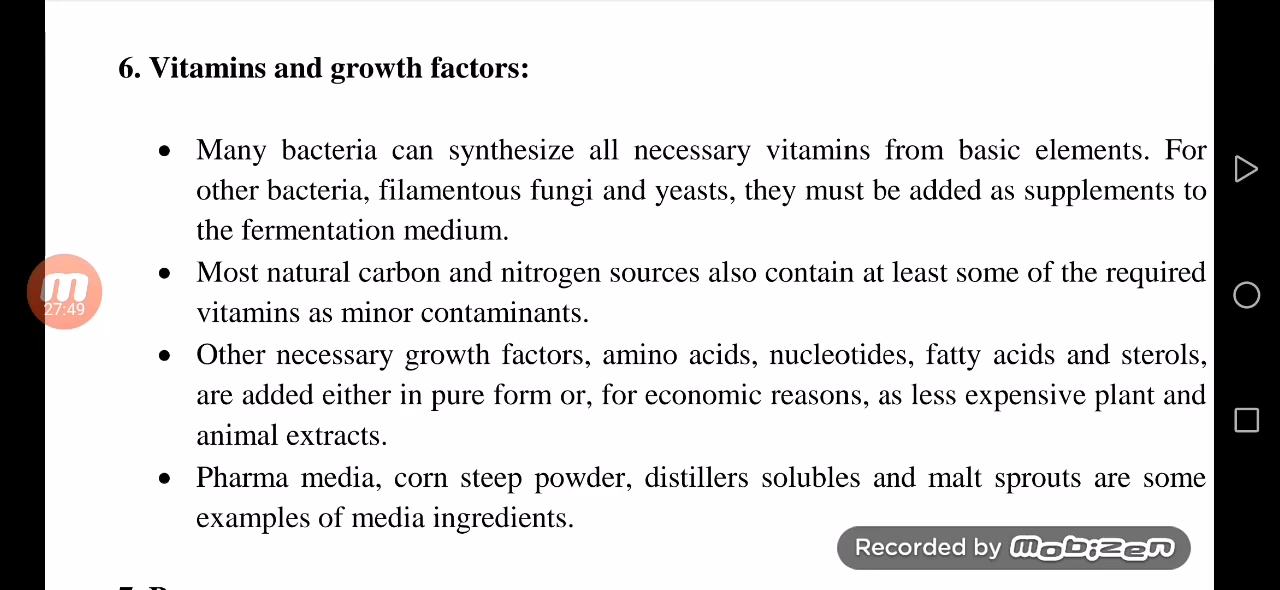 6. Vitamins and growth factors:
• Many bacteria can synthesize all necessary vitamins from basic elements. For
other bacteria, filamentous fungi and yeasts, they must be added as supplements to
the fermentation medium.
• Most natural carbon and nitrogen sources also contain at least some of the required
27:49
vitamins as minor contaminants.
• Other necessary growth factors, amino acids, nucleotides, fatty acids and sterols,
are added either in pure form or, for economic reasons, as less expensive plant and
animal extracts.
• Pharma media, corn steep powder, distillers solubles and malt sprouts are some
examples of media ingredients.
Recorded by mobizen